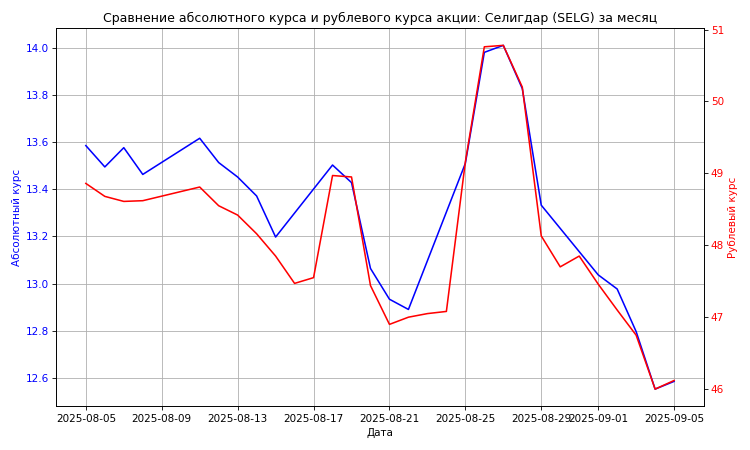 Сравнение абсолютного курса и рублевого курса акции: Селигдар (SELG) за месяц
14.0
13.8
13.6
13.4
13.2
13.0
12.8
12.6
Абсолютный курс
51
50
49
48
47
46
Рублевый курс
2025-08-05 2025-08-09 2025-08-13 2025-08-17 2025-08-21 2025-08-25 2025-08-29 2025-09-01 2025-09-05
Дата